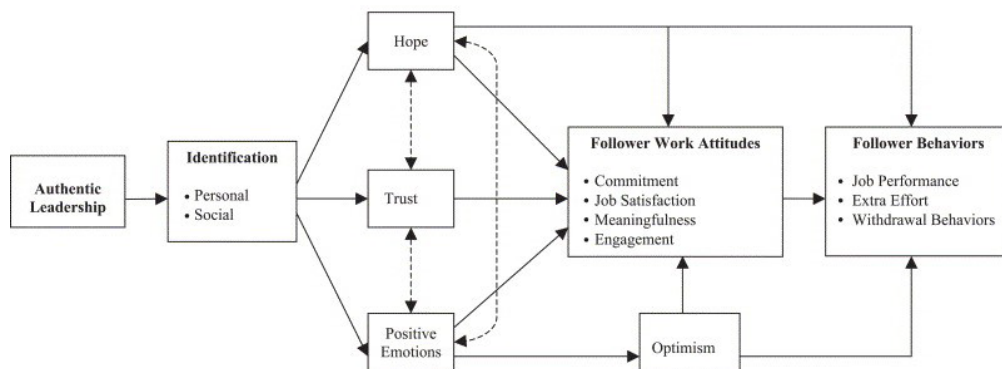 Authentic
Leadership
Identification
• Personal
• Social
Hope
Trust
Positive
Emotions
Follower Work Attitudes
• Commitment
• Job Satisfaction
• Meaningfulness
• Engagement
Optimism
Follower Behaviors
• Job Performance
• Extra Effort
• Withdrawal Behaviors